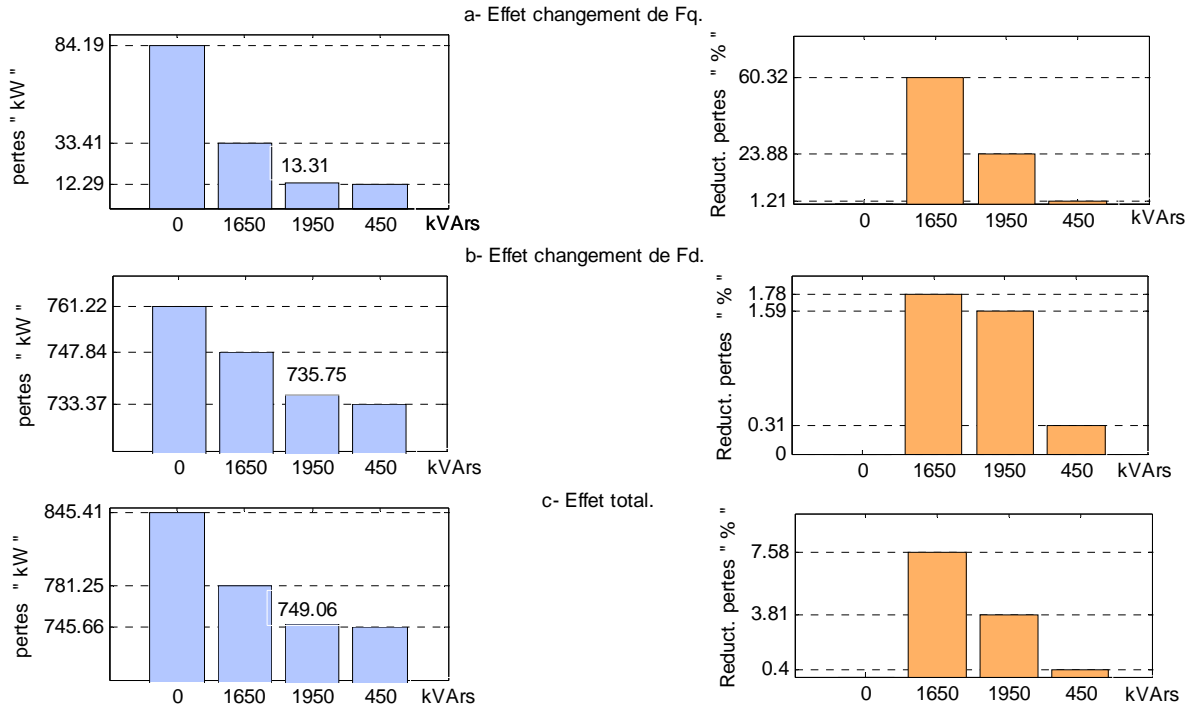 a- Effet changement de Fq.
pertes " kW "
84.19
33.41
12.29
13.31
0 1650 1950 450 kVArs
Reduct. pertes " % "
60.32
23.88
1.21
0 1650 1950 450 kVArs
b- Effet changement de Fd.
pertes " kW "
761.22
747.84
733.37
735.75
0 1650 1950 450 kVArs
Reduct. pertes " % "
1.78
1.59
0.31
0
0 1650 1950 450 kVArs
c- Effet total.
pertes " kW "
845.41
781.25
745.66
749.06
0 1650 1950 450 kVArs
Reduct. pertes " % "
7.58
3.81
0.4
0 1650 1950 450 kVArs